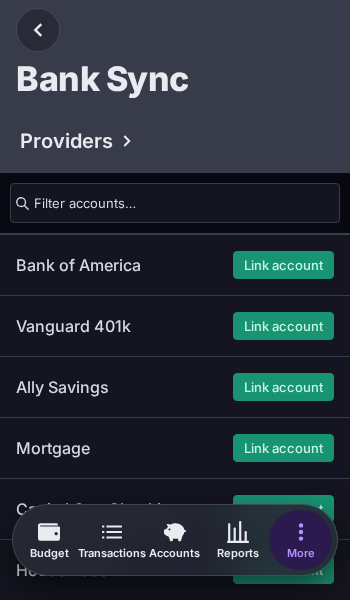 Bank Sync
Providers
Filter accounts...
Bank of America
Link account
Vanguard 401k
Link account
Ally Savings
Link account
Mortgage
Link account
Budget
Transactions
Accounts
Reports
More